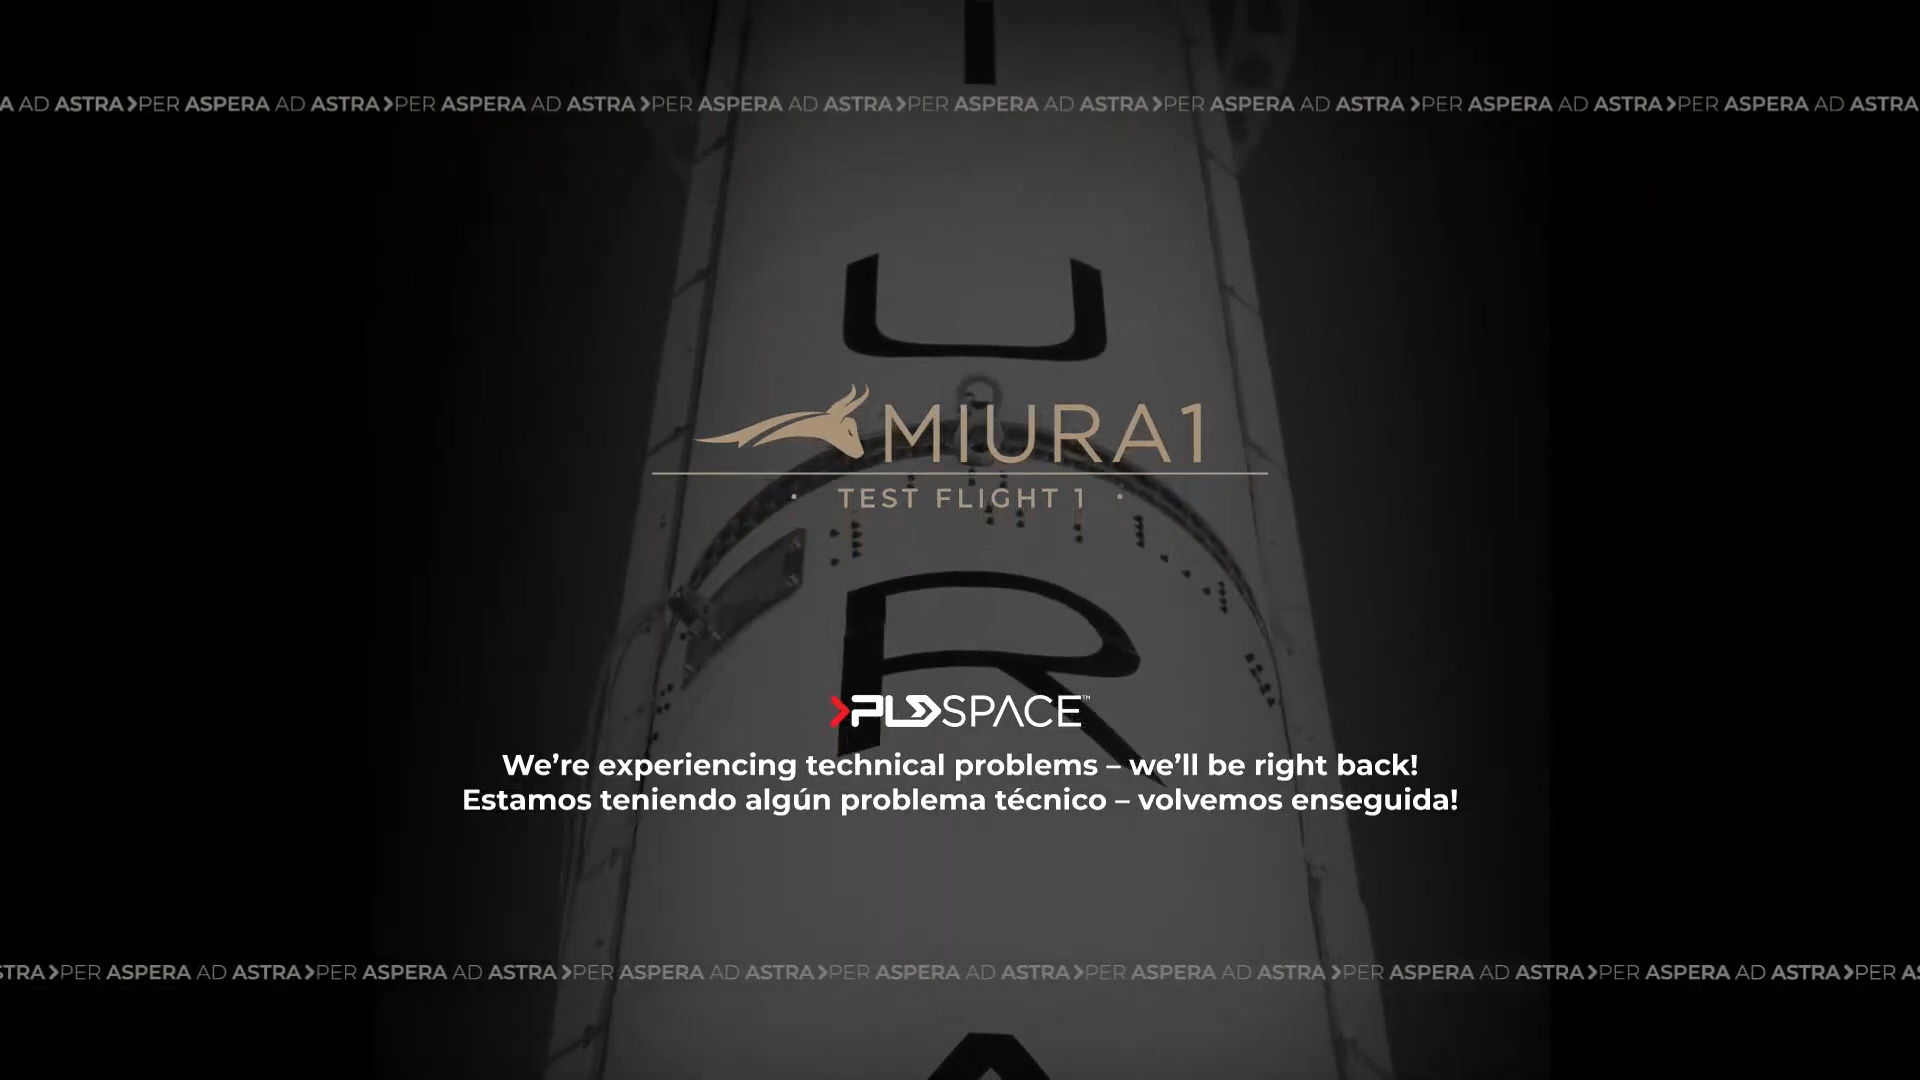 I
A AD ASTRA PER ASPERA AD ASTRA PER ASPERA AD ASTRA PER ASPERA AD ASTRA PER ASPERA AD ASTRA PER ASPERA AD ASTRA PER ASPERA AD ASTRA PER ASPERA AD ASTRA
U
MIURA1
· TEST FLIGHT 1 ·
R
PLD SPACE™
We’re experiencing technical problems – we’ll be right back!
Estamos teniendo algún problema técnico – volvemos enseguida!
STRA PER ASPERA AD ASTRA PER ASPERA AD ASTRA PER ASPERA AD ASTRA PER ASPERA AD ASTRA PER ASPERA AD ASTRA PER ASPERA AD ASTRA PER ASPERA AD ASTRA PER AS
A